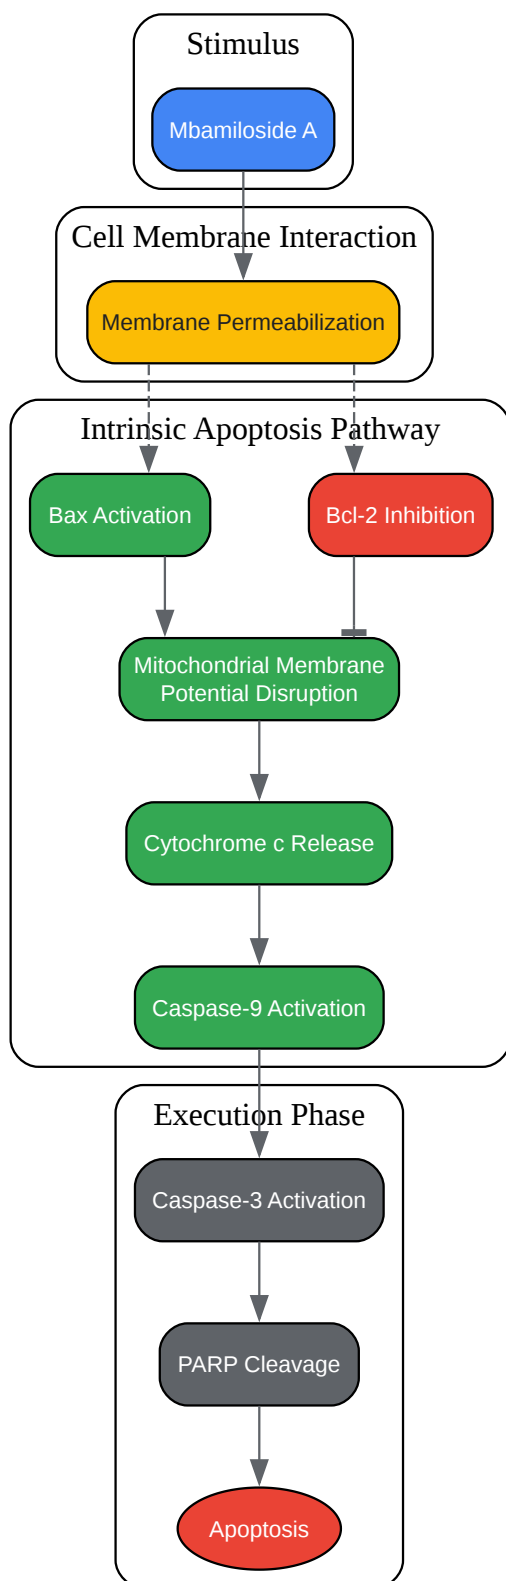 Stimulus
Mbamiloside A
Cell Membrane Interaction
Membrane Permeabilization
Intrinsic Apoptosis Pathway
Bax Activation
Bcl-2 Inhibition
Mitochondrial Membrane
Potential Disruption
Cytochrome c Release
Caspase-9 Activation
Execution Phase
Caspase-3 Activation
PARP Cleavage
Apoptosis